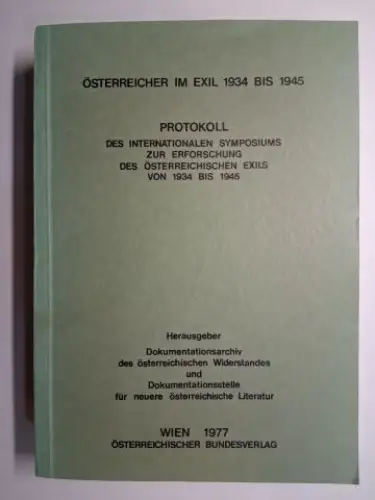 ÖSTERREICHER IM EXIL 1934 BIS 1945
PROTOKOLL
DES INTERNATIONALEN SYMPOSIUMS
ZUR ERFORSCHUNG
DES ÖSTERREICHISCHEN EXILS
VON 1934 BIS 1945
Herausgeber
Dokumentationsarchiv
des österreichischen Widerstandes
und
Dokumentationsstelle
für neuere österreichische Literatur
WIEN 1977
ÖSTERREICHISCHER BUNDESVERLAG